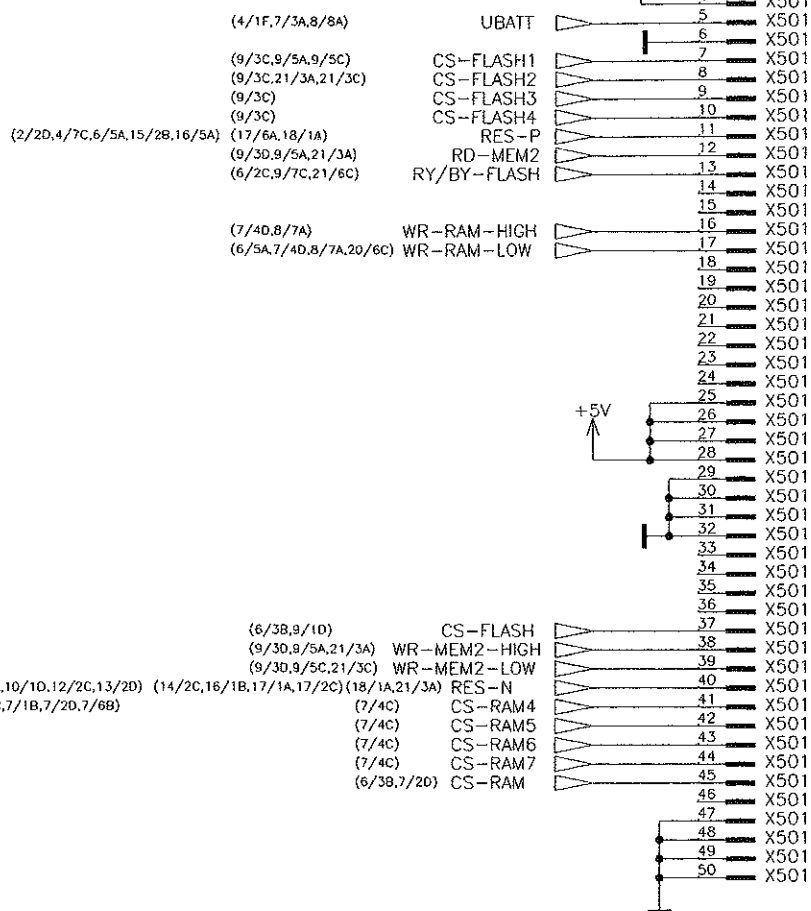 X501
(4/1F,7/3A,8/8A) UBATT 5 X501
6 X501
(9/3C,9/5A,9/5C) CS-FLASH1 7 X501
(9/3C,21/3A,21/3C) CS-FLASH2 8 X501
(9/3C) CS-FLASH3 9 X501
(9/3C) CS-FLASH4 10 X501
(2/2D,4/7C,6/5A,15/2B,16/5A) (17/6A,18/1A) RES-P 11 X501
(9/3D,9/5A,21/3A) RD-MEM2 12 X501
(6/2C,9/7C,21/6C) RY/BY-FLASH 13 X501
14 X501
15 X501
(7/4D,8/7A) WR-RAM-HIGH 16 X501
(6/5A,7/4D,8/7A,20/6C) WR-RAM-LOW 17 X501
18 X501
19 X501
20 X501
21 X501
22 X501
23 X501
24 X501
25 X501
+5V 26 X501
27 X501
28 X501
29 X501
30 X501
31 X501
32 X501
33 X501
34 X501
35 X501
36 X501
(6/3B,9/1D) CS-FLASH 37 X501
(9/3D,9/5A,21/3A) WR-MEM2-HIGH 38 X501
(9/3D,9/5C,21/3C) WR-MEM2-LOW 39 X501
,10/1D,12/2C,13/2D) (14/2C,16/1B,17/1A,17/2C) (18/1A,21/3A) RES-N 40 X501
,7/1B,7/2D,7/6B) (7/4C) CS-RAM4 41 X501
(7/4C) CS-RAM5 42 X501
(7/4C) CS-RAM6 43 X501
(7/4C) CS-RAM7 44 X501
(6/3B,7/2D) CS-RAM 45 X501
46 X501
47 X501
48 X501
49 X501
50 X501